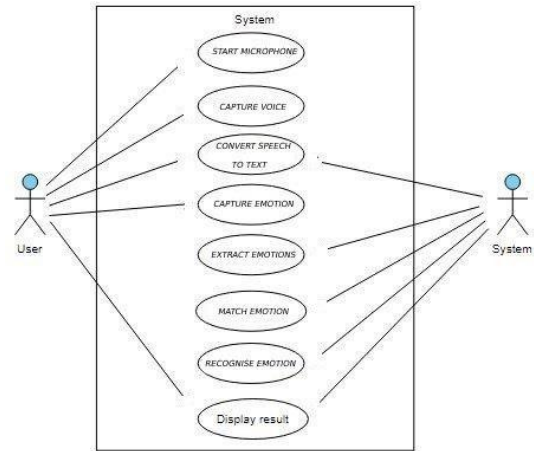 System
START MICROPHONE
CAPTURE VOICE
CONVERT SPEECH
TO TEXT
CAPTURE EMOTION
User
System
EXTRACT EMOTIONS
MATCH EMOTION
RECOGNISE EMOTION
Display result